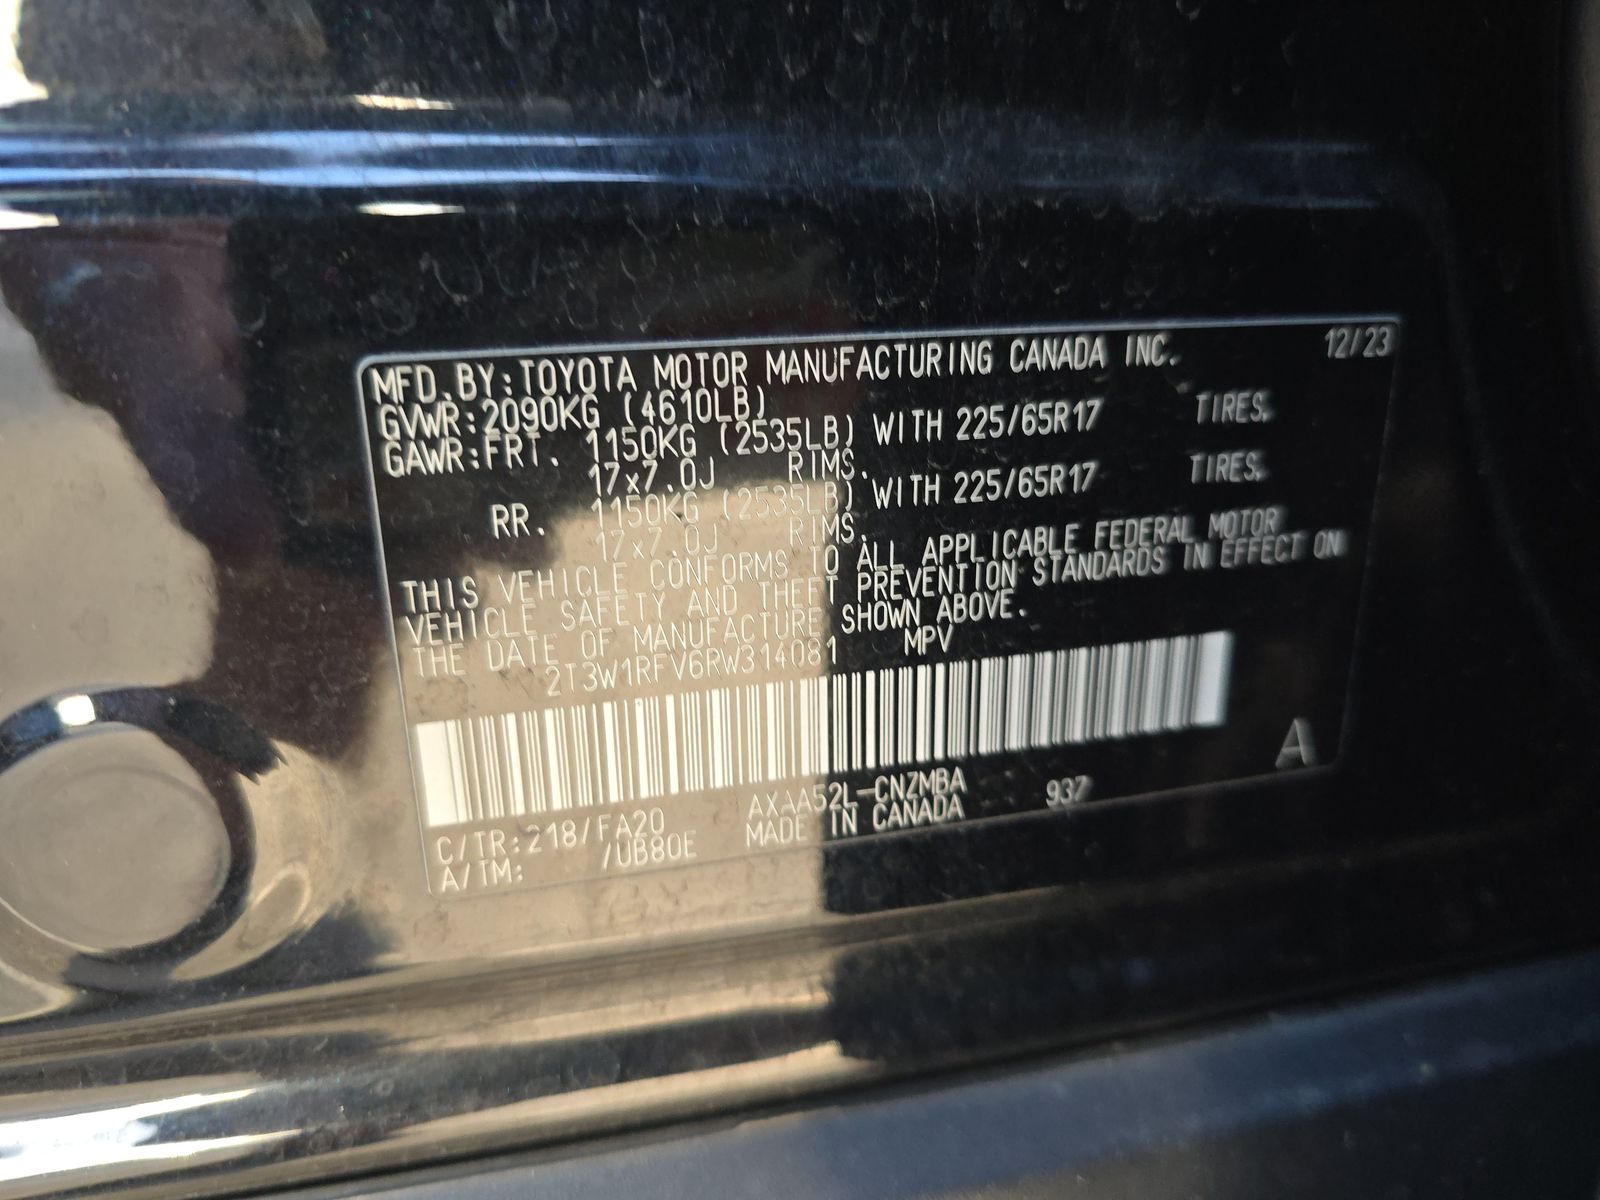 MFD.BY:TOYOTA MOTOR MANUFACTURING CANADA INC. 12/23
GVWR:2090KG (4610LB)
GAWR:FRT. 1150KG (2535LB) WITH 225/65R17 TIRES.
17x7.0J RIMS.
RR. 1150KG (2535LB) WITH 225/65R17 TIRES.
17x7.0J RIMS.
THIS VEHICLE CONFORMS TO ALL APPLICABLE FEDERAL MOTOR
VEHICLE SAFETY AND THEFT PREVENTION STANDARDS IN EFFECT ON
THE DATE OF MANUFACTURE SHOWN ABOVE.
2T3W1RFV6RW314081 MPV
A
C/TR:218/FA20 AXAA52L-CNZMBA 937
A/TM: /UB80E MADE IN CANADA